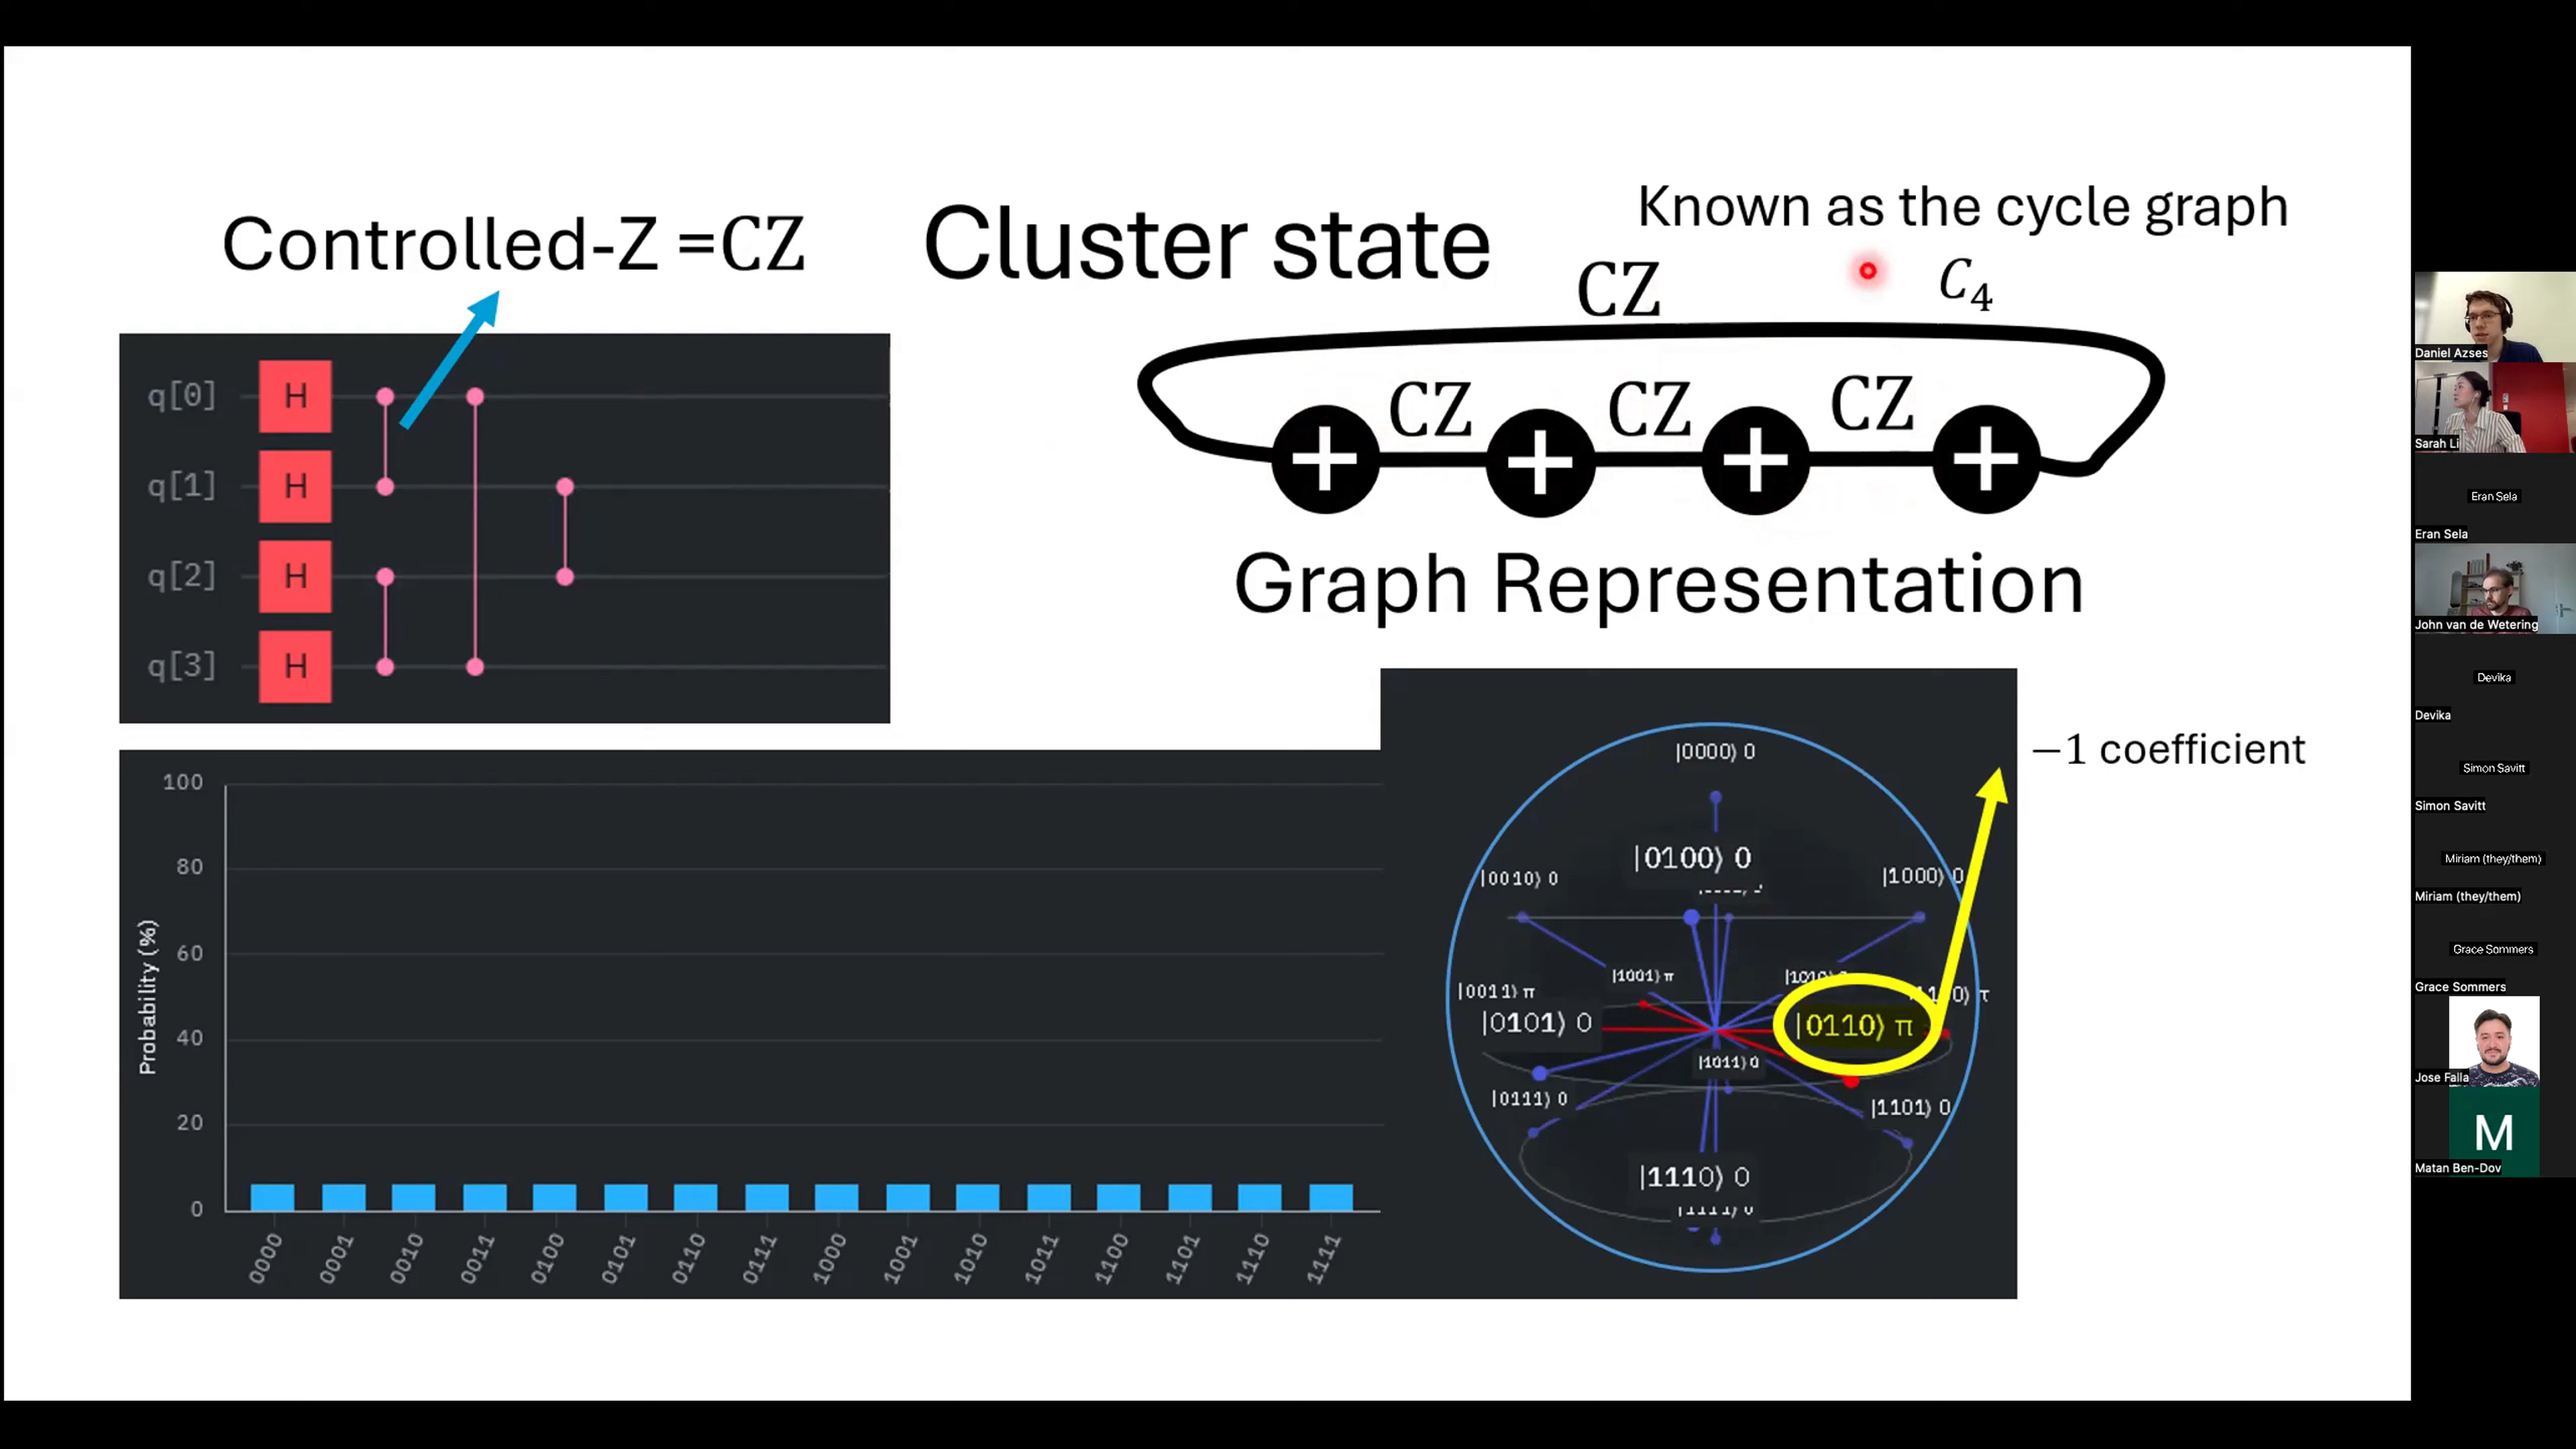 Controlled-Z =CZ
Cluster state
Known as the cycle graph
CZ
C₄
q[0] H
q[1] H
q[2] H
q[3] H
CZ CZ CZ
+ + + +
Graph Representation
Probability (%)
100
80
60
40
20
0
0000 0001 0010 0011 0100 0101 0110 0111 1000 1001 1010 1011 1100 1101 1110 1111
|0000⟩ 0
|0100⟩ 0
|0010⟩ 0
|1000⟩ 0
|1001⟩ π
|0011⟩ π
|0101⟩ 0
|0110⟩ π
|1011⟩ 0
|0111⟩ 0
|1101⟩ 0
|1110⟩ 0
|1111⟩ 0
−1 coefficient
Daniel Azses
Sarah Li
Eran Sela
Eran Sela
John van de Wetering
Devika
Devika
Simon Savitt
Simon Savitt
Miriam (they/them)
Miriam (they/them)
Grace Sommers
Grace Sommers
Jose Falla
M
Matan Ben-Dov